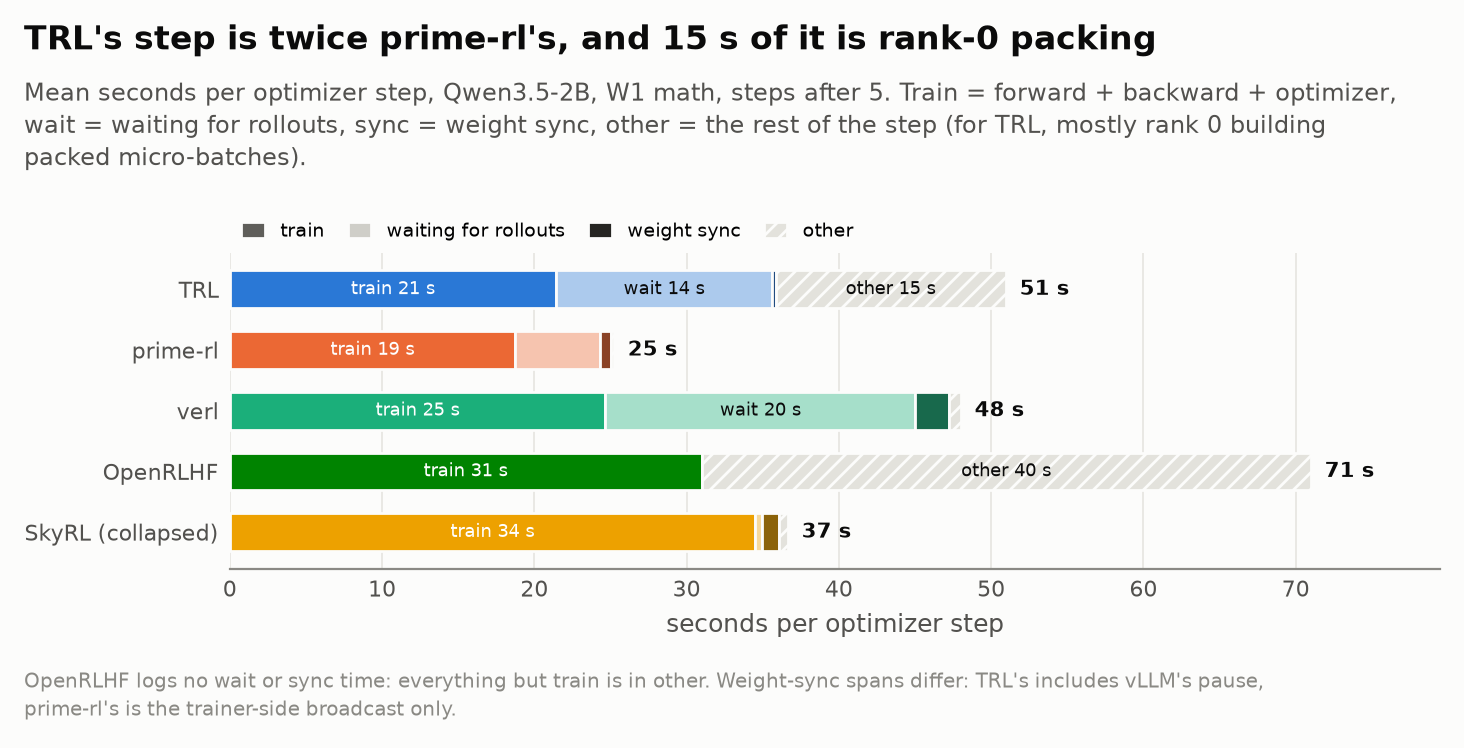 TRL's step is twice prime-rl's, and 15 s of it is rank-0 packing
Mean seconds per optimizer step, Qwen3.5-2B, W1 math, steps after 5. Train = forward + backward + optimizer,
wait = waiting for rollouts, sync = weight sync, other = the rest of the step (for TRL, mostly rank 0 building
packed micro-batches).
train waiting for rollouts weight sync other
TRL train 21 s wait 14 s other 15 s 51 s
prime-rl train 19 s 25 s
verl train 25 s wait 20 s 48 s
OpenRLHF train 31 s other 40 s 71 s
SkyRL (collapsed) train 34 s 37 s
0 10 20 30 40 50 60 70
seconds per optimizer step
OpenRLHF logs no wait or sync time: everything but train is in other. Weight-sync spans differ: TRL's includes vLLM's pause,
prime-rl's is the trainer-side broadcast only.